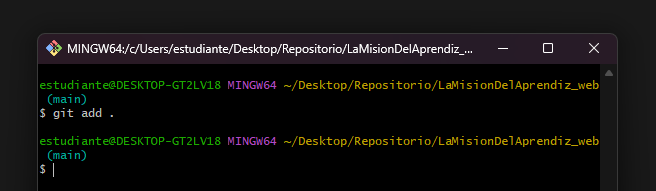 MINGW64:/c/Users/estudiante/Desktop/Repositorio/LaMisionDelAprendiz_...
estudiante@DESKTOP-GT2LV18 MINGW64 ~/Desktop/Repositorio/LaMisionDelAprendiz_web
(main)
$ git add .
estudiante@DESKTOP-GT2LV18 MINGW64 ~/Desktop/Repositorio/LaMisionDelAprendiz_web
(main)
$